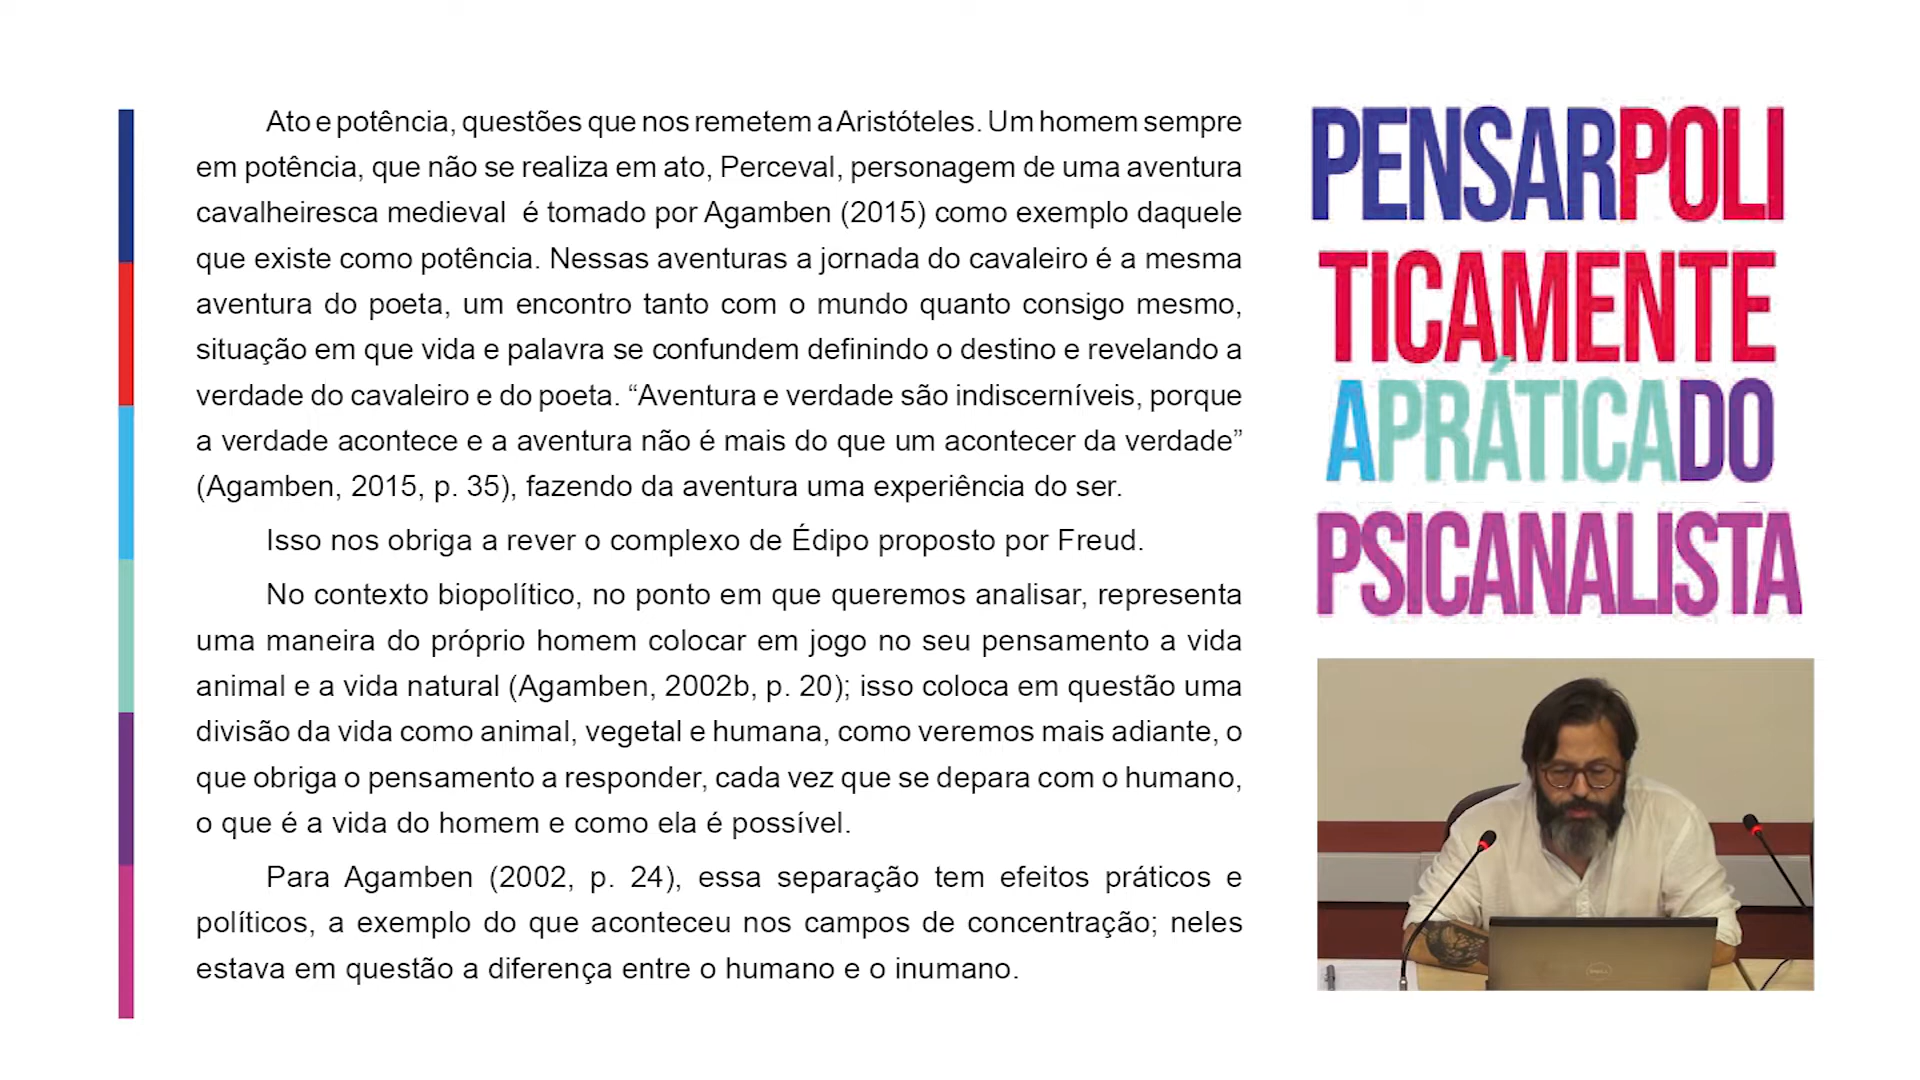 Ato e potência, questões que nos remetem a Aristóteles. Um homem sempre
em potência, que não se realiza em ato, Perceval, personagem de uma aventura
cavalheiresca medieval  é tomado por Agamben (2015) como exemplo daquele
que existe como potência. Nessas aventuras a jornada do cavaleiro é a mesma
aventura do poeta, um encontro tanto com o mundo quanto consigo mesmo,
situação em que vida e palavra se confundem definindo o destino e revelando a
verdade do cavaleiro e do poeta. “Aventura e verdade são indiscerníveis, porque
a verdade acontece e a aventura não é mais do que um acontecer da verdade”
(Agamben, 2015, p. 35), fazendo da aventura uma experiência do ser.
Isso nos obriga a rever o complexo de Édipo proposto por Freud.
No contexto biopolítico, no ponto em que queremos analisar, representa
uma maneira do próprio homem colocar em jogo no seu pensamento a vida
animal e a vida natural (Agamben, 2002b, p. 20); isso coloca em questão uma
divisão da vida como animal, vegetal e humana, como veremos mais adiante, o
que obriga o pensamento a responder, cada vez que se depara com o humano,
o que é a vida do homem e como ela é possível.
Para Agamben (2002, p. 24), essa separação tem efeitos práticos e
políticos, a exemplo do que aconteceu nos campos de concentração; neles
estava em questão a diferença entre o humano e o inumano.
PENSARPOLI
TICAMENTE
APRÁTICADO
PSICANALISTA
DELL